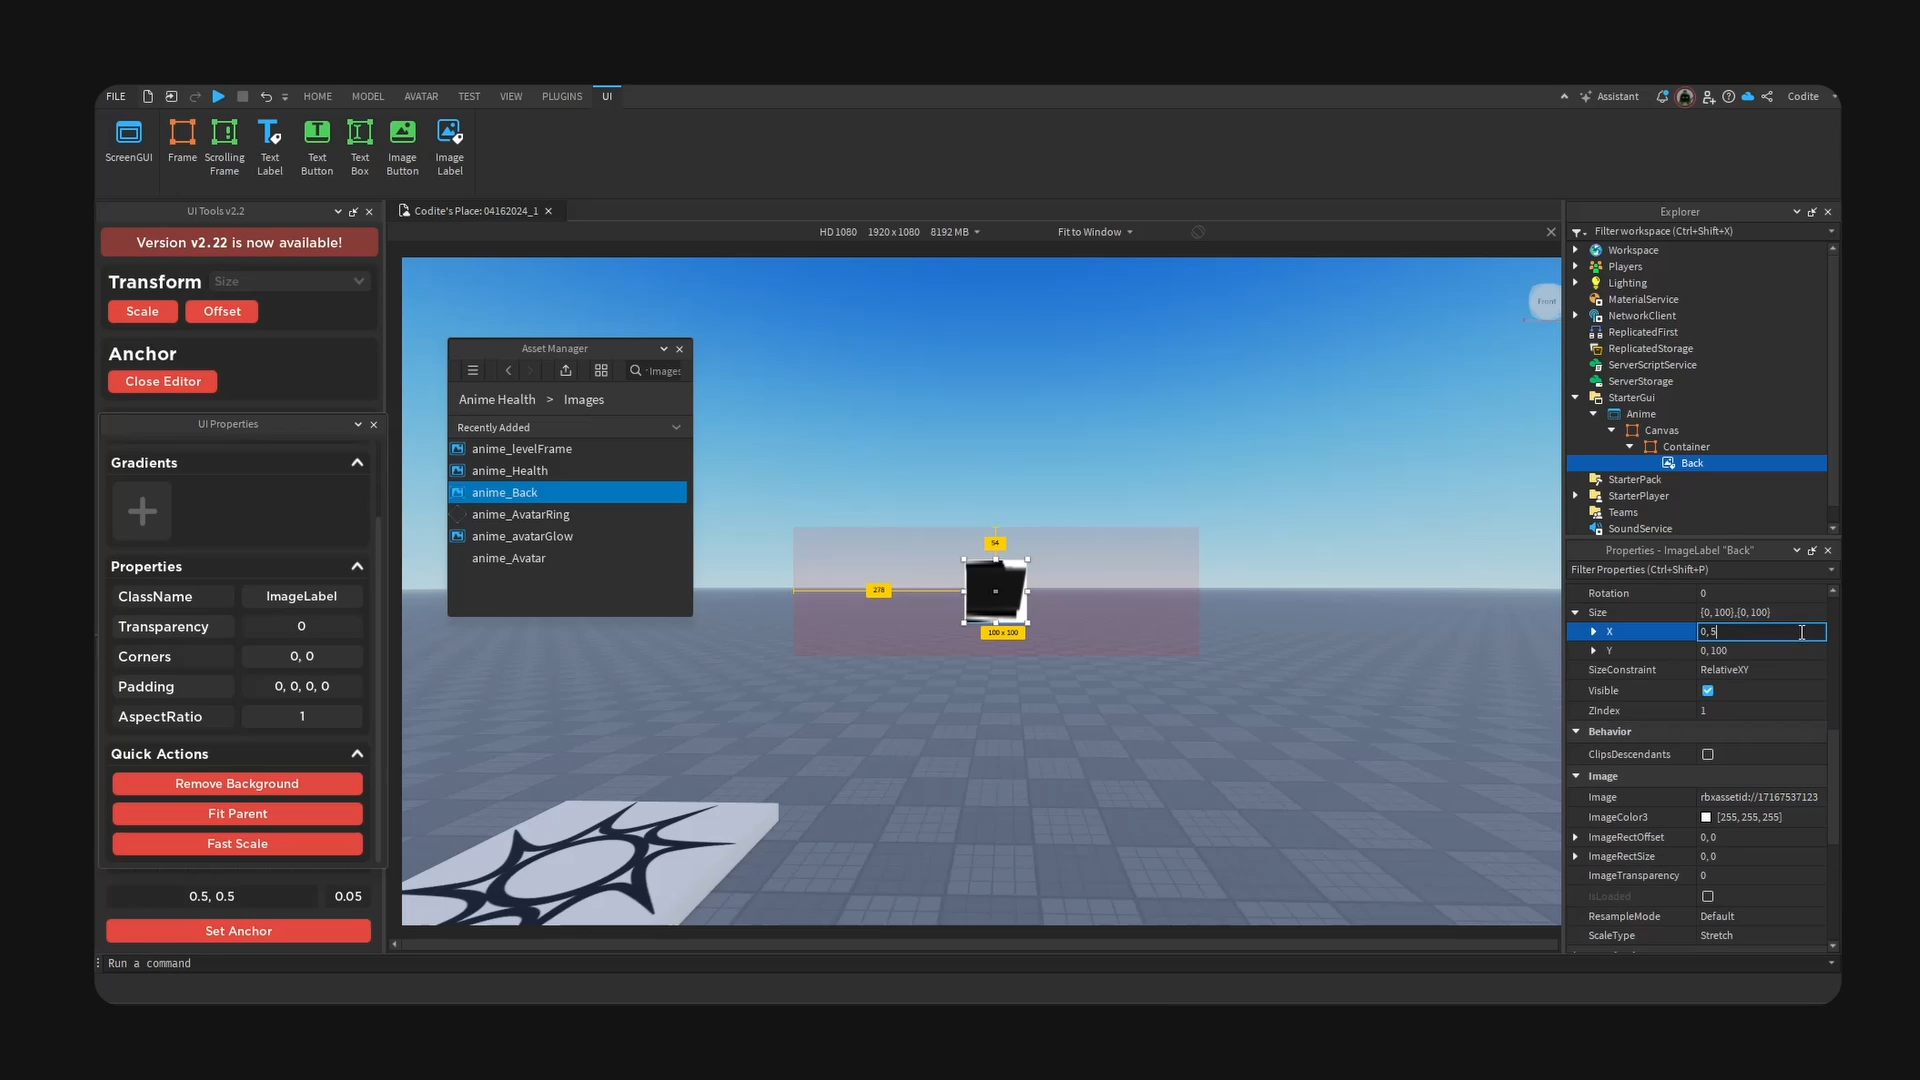 FILE HOME MODEL AVATAR TEST VIEW PLUGINS UI Assistant Codite
ScreenGUI Frame Scrolling Frame Text Label Text Button Text Box Image Button Image Label
UI Tools v2.2
Version v2.22 is now available!
Transform Size
Scale Offset
Anchor
Close Editor
UI Properties
Gradients
Properties
ClassName ImageLabel
Transparency 0
Corners 0, 0
Padding 0, 0, 0, 0
AspectRatio 1
Quick Actions
Remove Background
Fit Parent
Fast Scale
0.5, 0.5 0.05
Set Anchor
Run a command
Codite's Place: 04162024_1
HD 1080 1920 x 1080 8192 MB Fit to Window
Front
Asset Manager
Images
Anime Health > Images
Recently Added
anime_levelFrame
anime_Health
anime_Back
anime_AvatarRing
anime_avatarGlow
anime_Avatar
54
278
100 x 100
Explorer
Filter workspace (Ctrl+Shift+X)
Workspace
Players
Lighting
MaterialService
NetworkClient
ReplicatedFirst
ReplicatedStorage
ServerScriptService
ServerStorage
StarterGui
Anime
Canvas
Container
Back
StarterPack
StarterPlayer
Teams
SoundService
Properties - ImageLabel "Back"
Filter Properties (Ctrl+Shift+P)
Rotation 0
Size {0, 100},{0, 100}
X 0, 5
Y 0, 100
SizeConstraint RelativeXY
Visible
ZIndex 1
Behavior
ClipsDescendants
Image
Image rbxassetid://17167537123
ImageColor3 [255, 255, 255]
ImageRectOffset 0, 0
ImageRectSize 0, 0
ImageTransparency 0
IsLoaded
ResampleMode Default
ScaleType Stretch